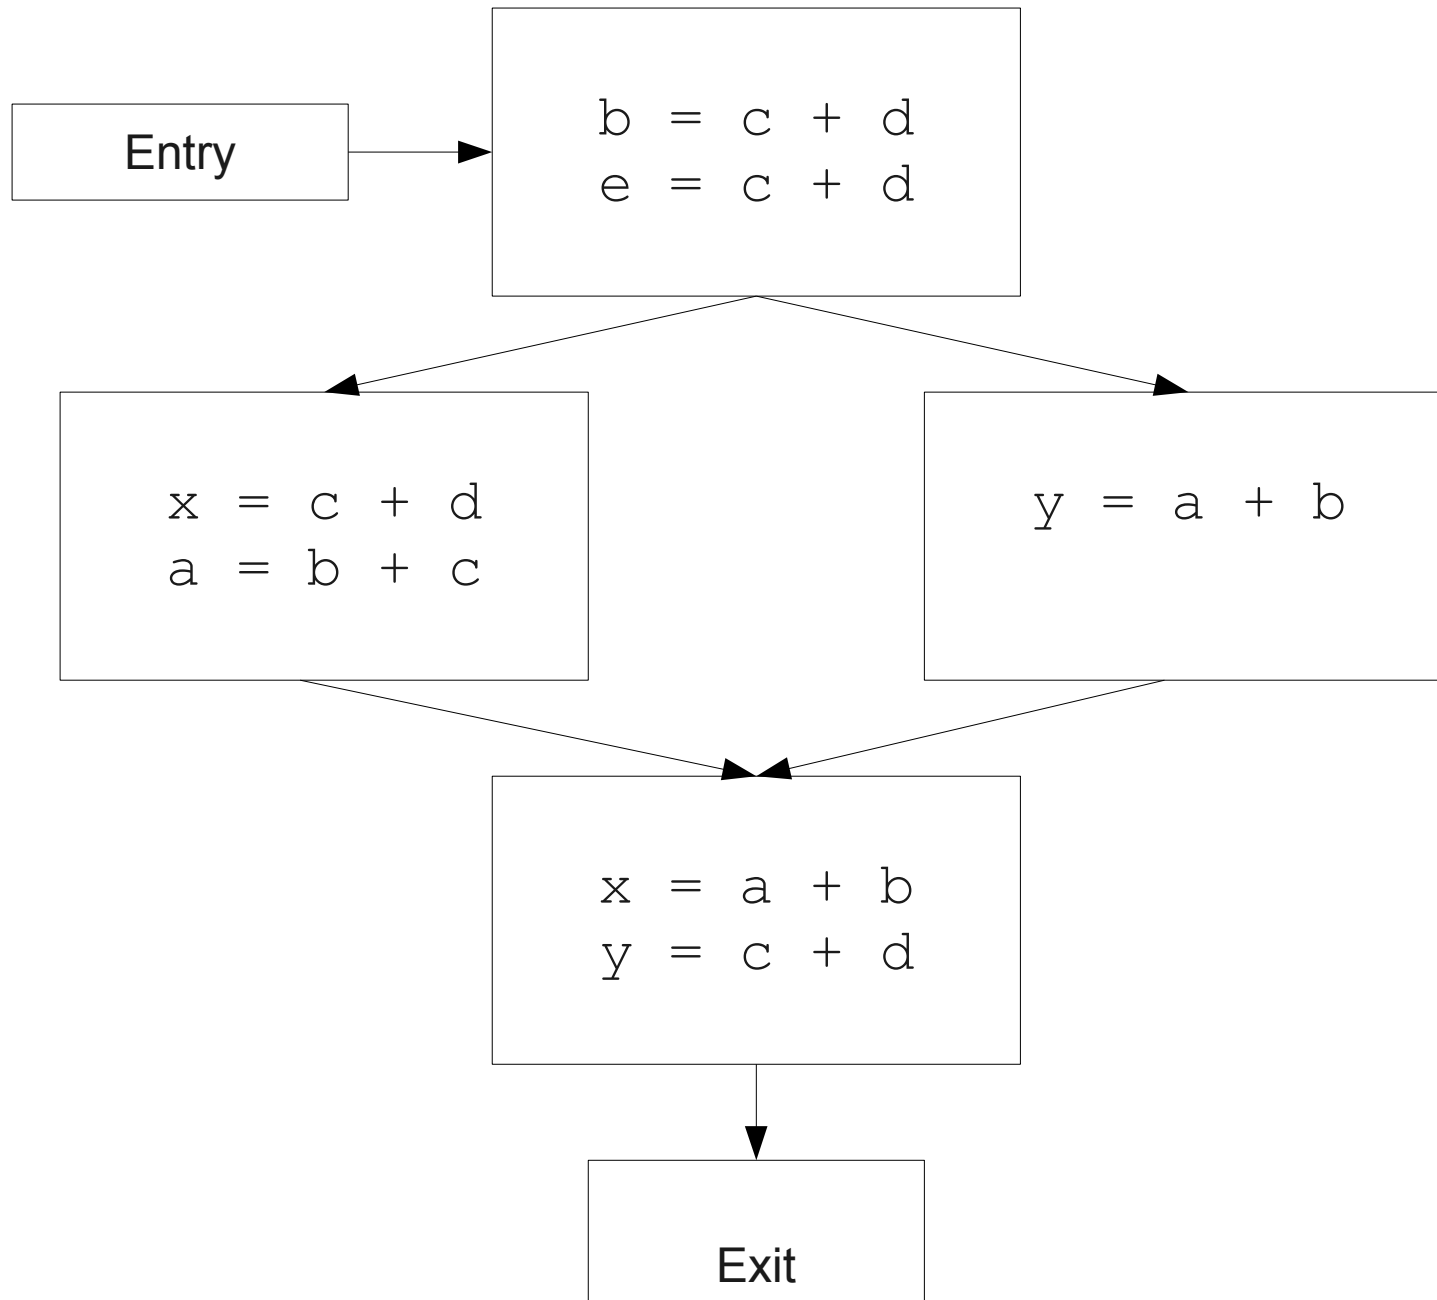 Entry
b = c + d
e = c + d
x = c + d
a = b + c
y = a + b
x = a + b
y = c + d
Exit